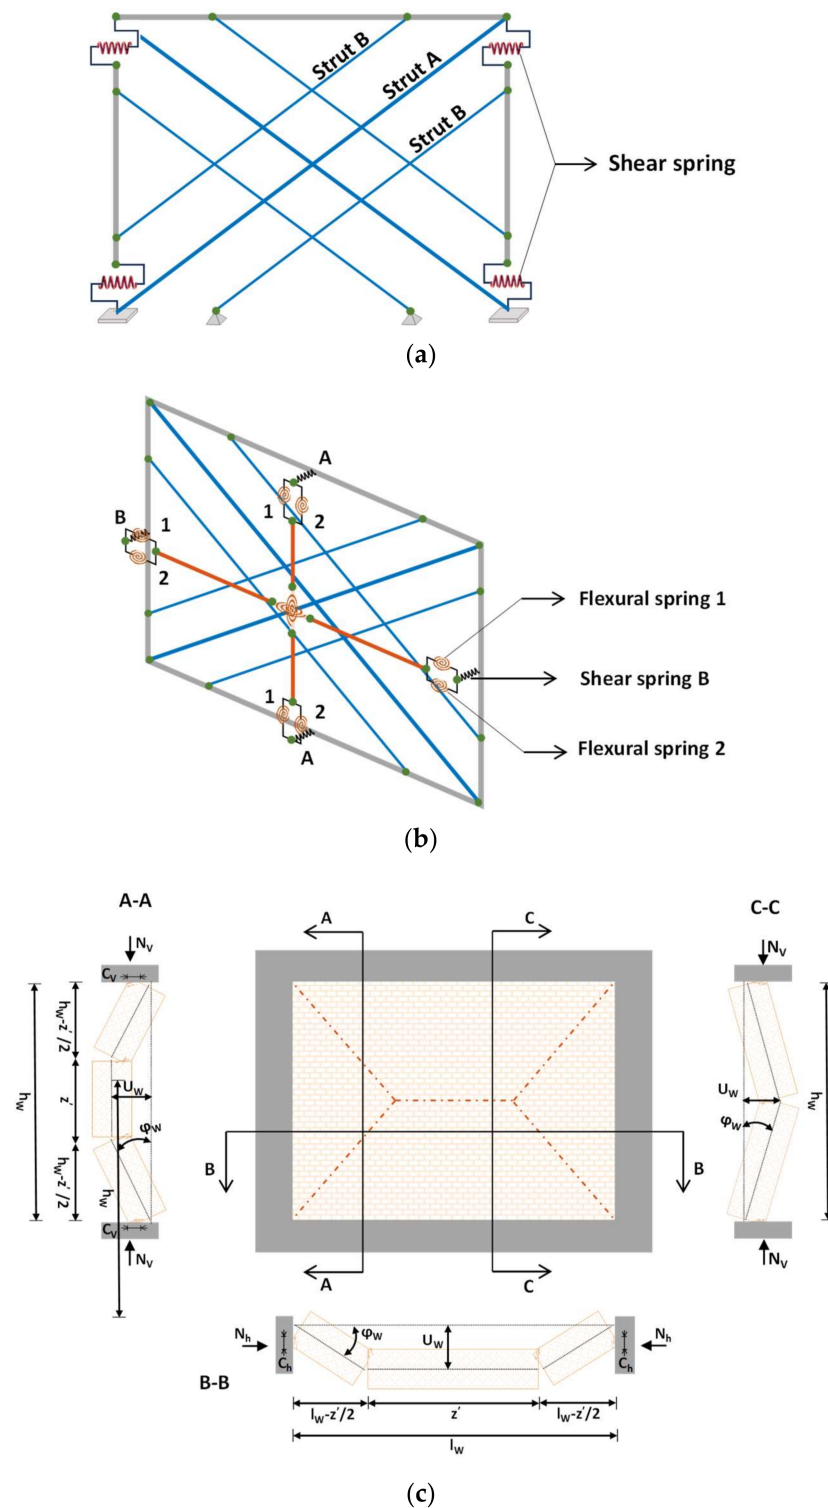 Strut B
Strut A
Strut B
Shear spring
(a)
A
B
1
1
2
2
Flexural spring 1
Shear spring B
1
2
Flexural spring 2
A
(b)
A-A
C-C
A
C
N_V
N_V
C_V
h_W-z′/2
U_W
U_W
h_W
z′
φ_W
φ_W
h_W
B
B
h_W-z′/2
h_W
C_V
N_V
N_V
A
C
N_h
φ_W
U_W
N_h
C_h
C_h
B-B
l_W-z′/2
z′
l_W-z′/2
l_W
(c)